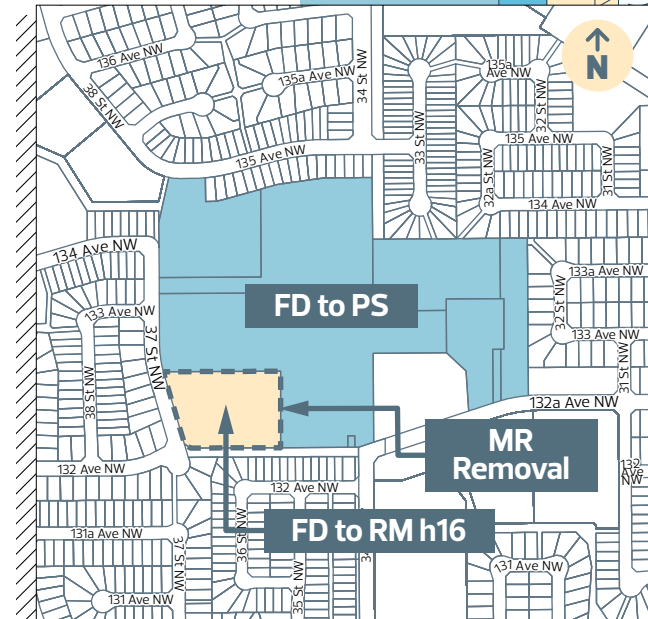 136 Ave NW
38 St NW
135a Ave NW
34 St NW
135 Ave NW
33 St NW
135a
Ave NW
32 St NW
135 Ave NW
32a St NW
31 St NW
134 Ave NW
N
134 Ave NW
133 Ave NW
37 St NW
38 St NW
FD to PS
133a Ave NW
32 St NW
133 Ave NW
31 St NW
132a Ave NW
MR
Removal
132
Ave
NW
132 Ave NW
132 Ave NW
FD to RM h16
131a Ave NW
37 St NW
36 St NW
35 St NW
131 Ave NW
131 Ave NW